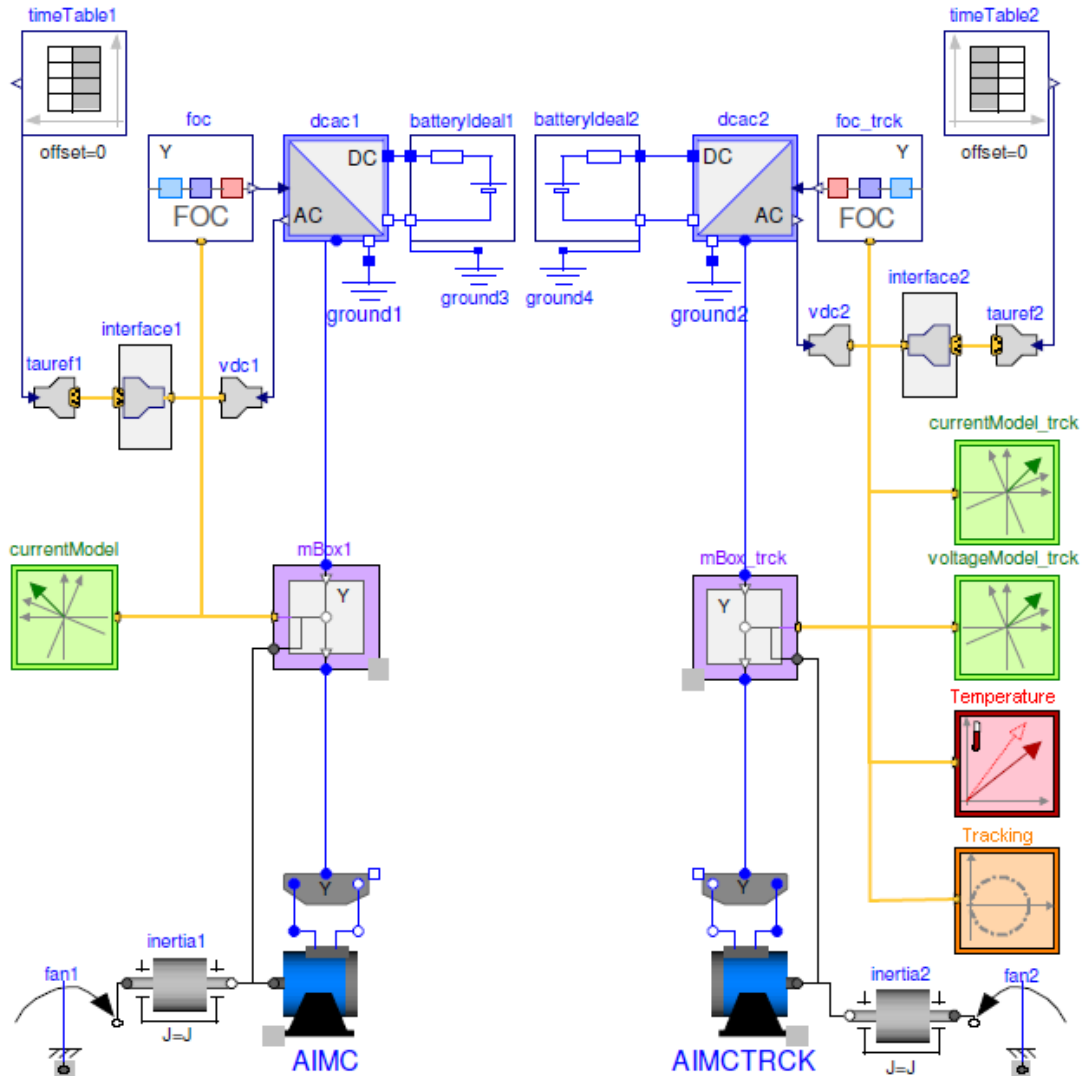 timeTable1
timeTable2
offset=0
offset=0
foc
dcac1
batteryIdeal1
batteryIdeal2
dcac2
foc_trck
Y
FOC
DC
AC
DC
AC
Y
FOC
ground3
ground4
ground1
ground2
interface1
tauref1
vdc1
interface2
vdc2
tauref2
currentModel_trck
currentModel
mBox1
Y
mBox_trck
Y
voltageModel_trck
Temperature
Tracking
Y
Y
inertia1
fan1
J=J
AIMC
inertia2
fan2
J=J
AIMCTRCK